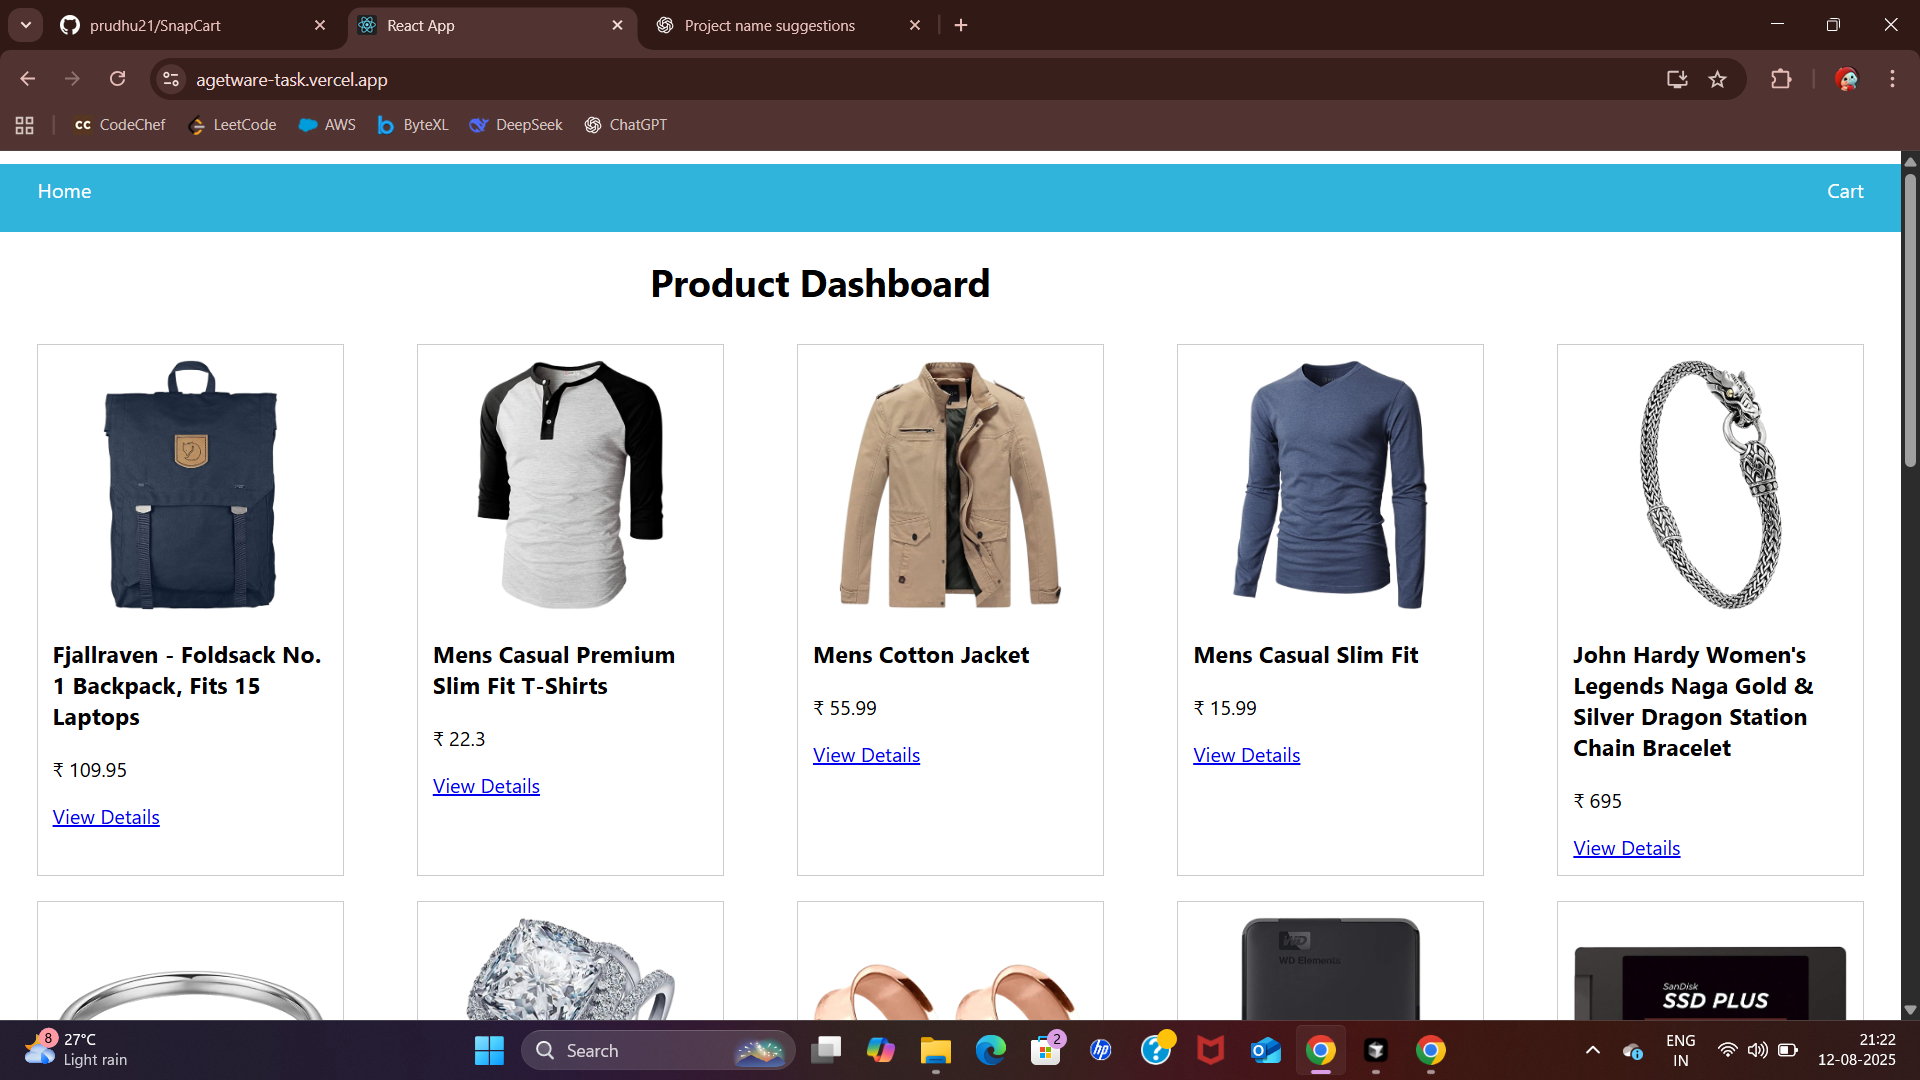 prudhu21/SnapCart
React App
Project name suggestions
agetware-task.vercel.app
CodeChef
LeetCode
AWS
ByteXL
DeepSeek
ChatGPT
Home
Cart
Product Dashboard
Fjallraven - Foldsack No.
1 Backpack, Fits 15
Laptops
₹ 109.95
View Details
Mens Casual Premium
Slim Fit T-Shirts
₹ 22.3
View Details
Mens Cotton Jacket
₹ 55.99
View Details
Mens Casual Slim Fit
₹ 15.99
View Details
John Hardy Women's
Legends Naga Gold &
Silver Dragon Station
Chain Bracelet
₹ 695
View Details
WD
WD Elements
SanDisk
SSD PLUS
8
27°C
Light rain
Search
2
hp
ENG
IN
21:22
12-08-2025